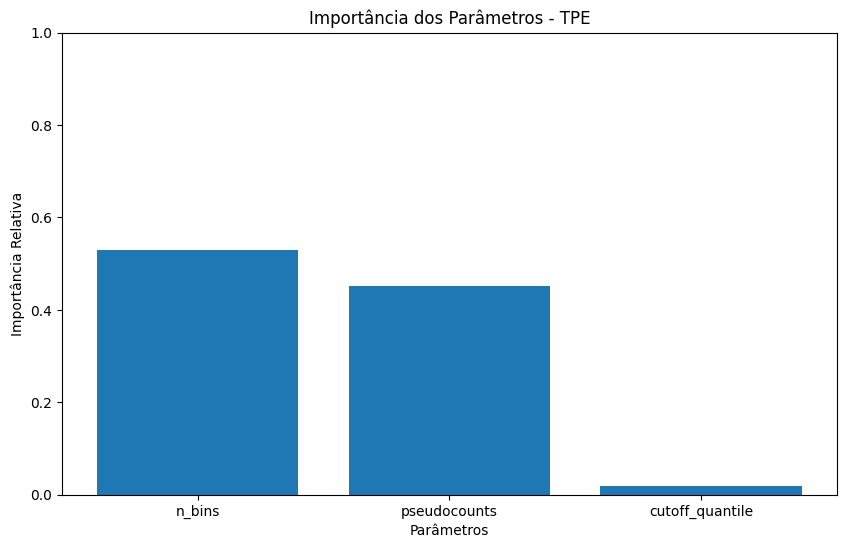 Importância dos Parâmetros - TPE
1.0
0.8
0.6
0.4
0.2
0.0
Importância Relativa
n_bins
pseudocounts
cutoff_quantile
Parâmetros